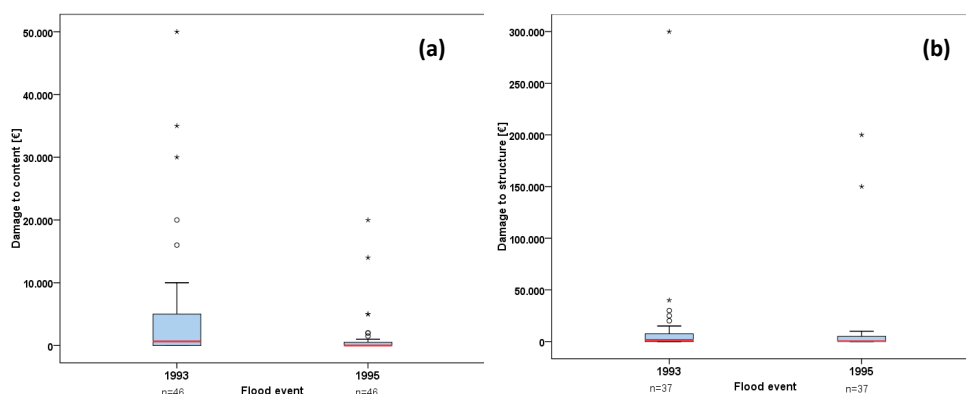 (a)
Damage to content [€]
50.000
40.000
30.000
20.000
10.000
0
1993
1995
n=46
Flood event
n=46
(b)
Damage to structure [€]
300.000
250.000
200.000
150.000
100.000
50.000
0
1993
1995
n=37
Flood event
n=37